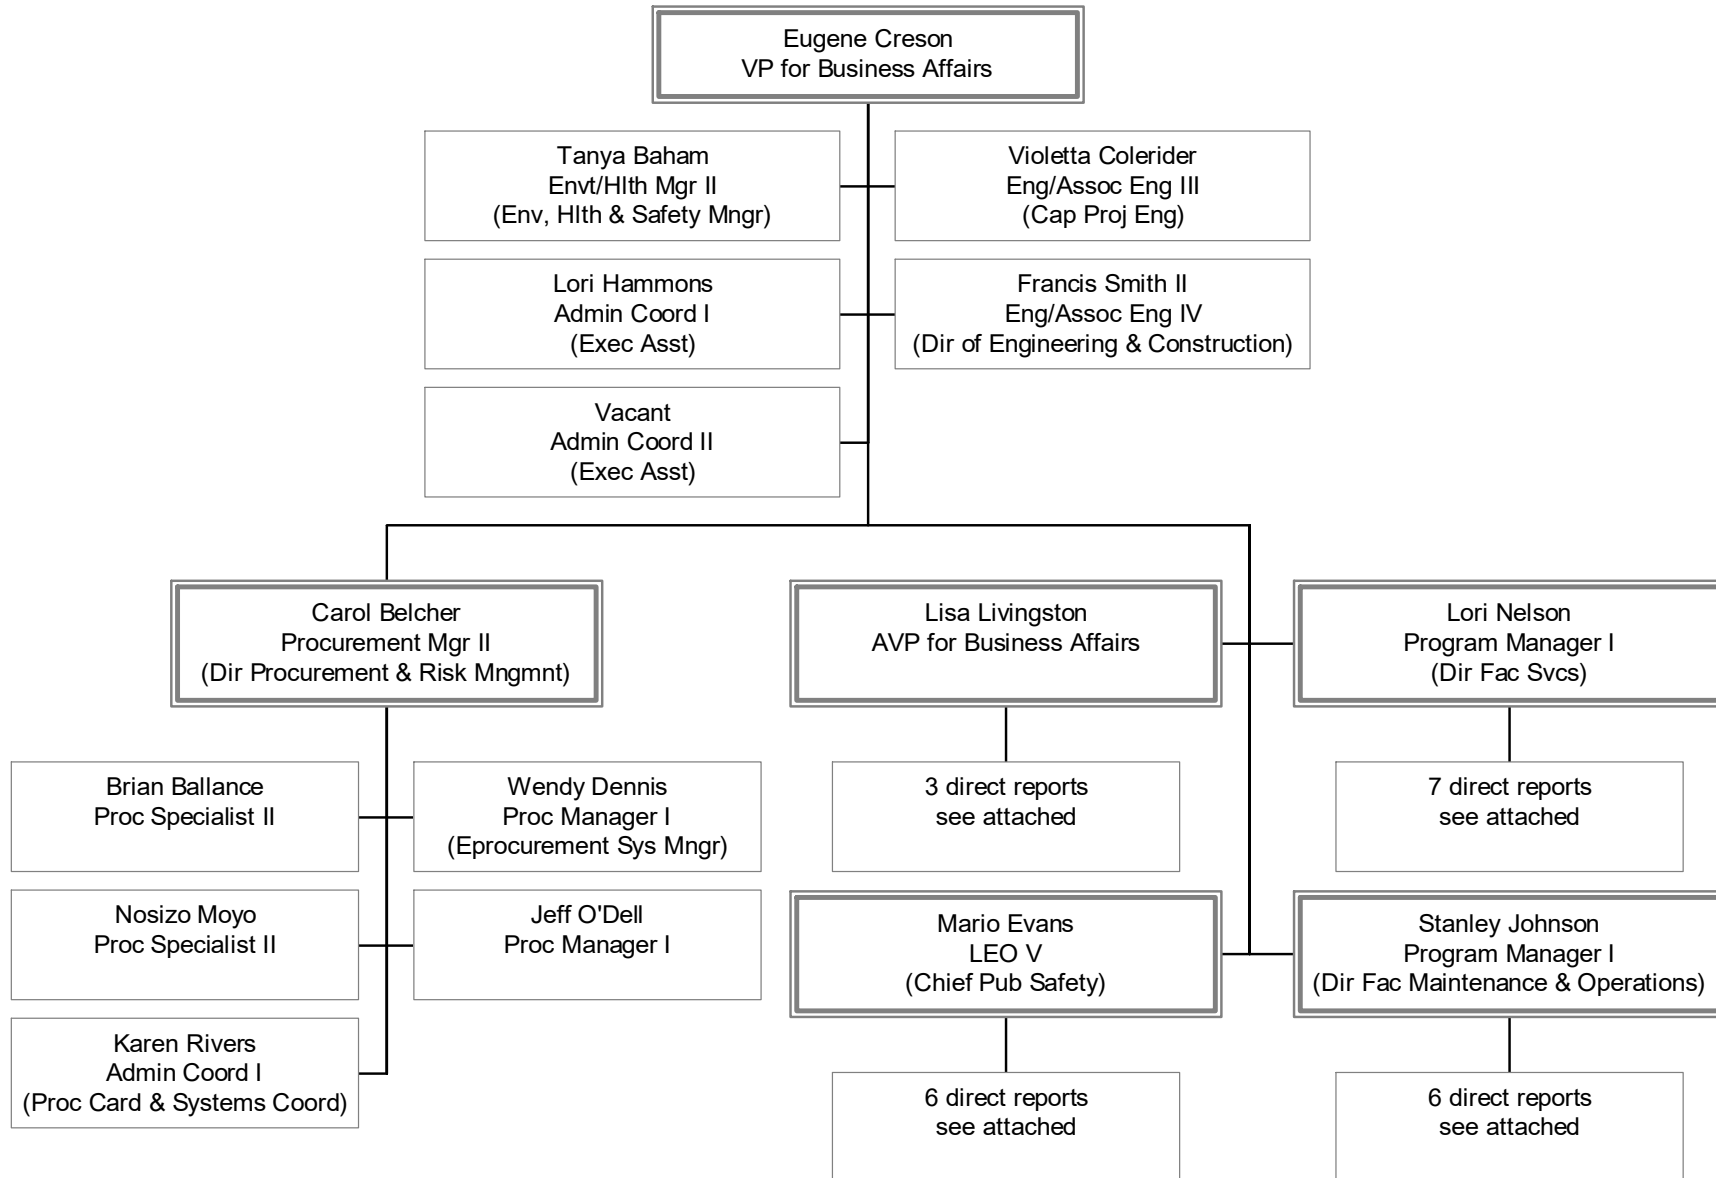 Eugene Creson
VP for Business Affairs
Tanya Baham
Envt/Hlth Mgr II
(Env, Hlth & Safety Mngr)
Violetta Colerider
Eng/Assoc Eng III
(Cap Proj Eng)
Lori Hammons
Admin Coord I
(Exec Asst)
Francis Smith II
Eng/Assoc Eng IV
(Dir of Engineering & Construction)
Vacant
Admin Coord II
(Exec Asst)
Carol Belcher
Procurement Mgr II
(Dir Procurement & Risk Mngmnt)
Lisa Livingston
AVP for Business Affairs
Lori Nelson
Program Manager I
(Dir Fac Svcs)
Brian Ballance
Proc Specialist II
Wendy Dennis
Proc Manager I
(Eprocurement Sys Mngr)
3 direct reports
see attached
7 direct reports
see attached
Nosizo Moyo
Proc Specialist II
Jeff O'Dell
Proc Manager I
Mario Evans
LEO V
(Chief Pub Safety)
Stanley Johnson
Program Manager I
(Dir Fac Maintenance & Operations)
Karen Rivers
Admin Coord I
(Proc Card & Systems Coord)
6 direct reports
see attached
6 direct reports
see attached